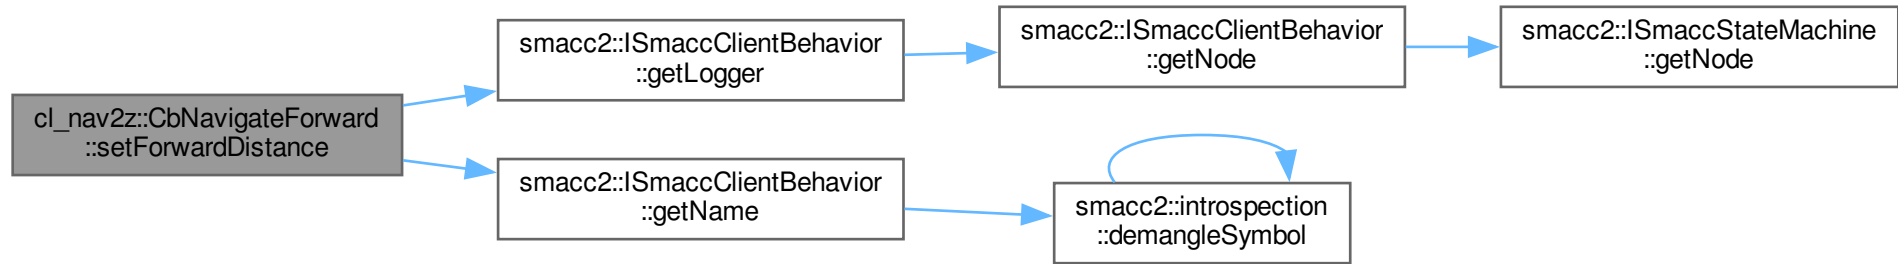 cl_nav2z::CbNavigateForward
::setForwardDistance
smacc2::ISmaccClientBehavior
::getLogger
smacc2::ISmaccClientBehavior
::getNode
smacc2::ISmaccStateMachine
::getNode
smacc2::ISmaccClientBehavior
::getName
smacc2::introspection
::demangleSymbol